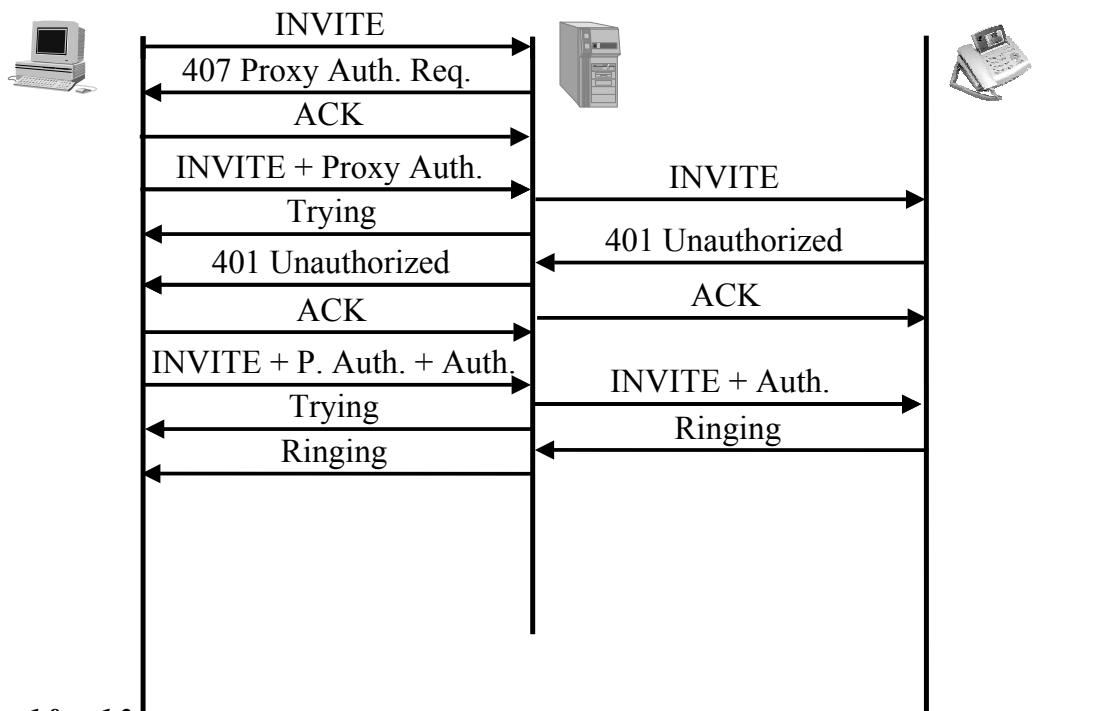 INVITE
407 Proxy Auth. Req.
ACK
INVITE + Proxy Auth.
INVITE
Trying
401 Unauthorized
401 Unauthorized
ACK
ACK
INVITE + P. Auth. + Auth.
INVITE + Auth.
Trying
Ringing
Ringing